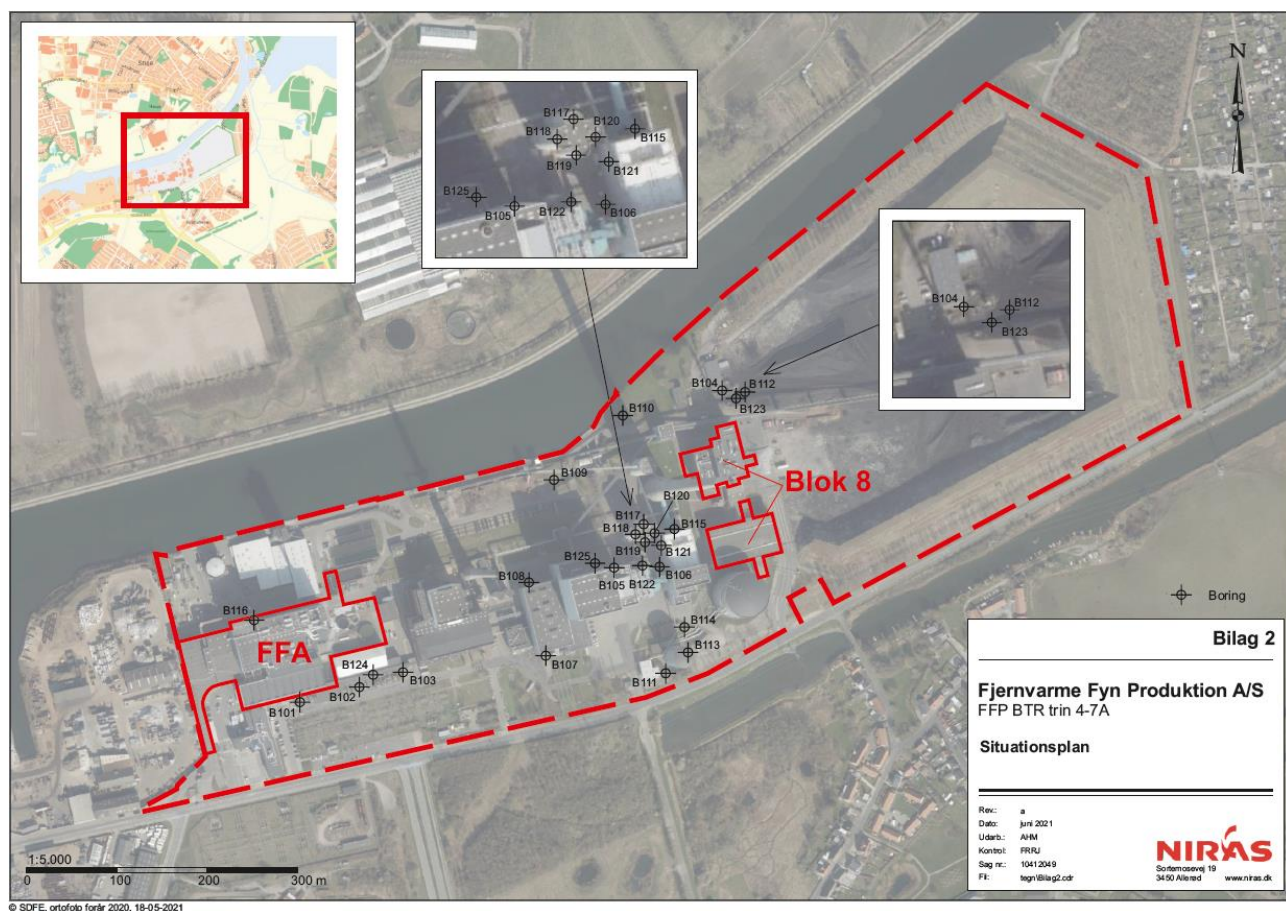 N
B117
B120
B118
B115
B119
B121
B125
B105
B122
B106
B104
B112
B123
B104
B112
B123
B110
B109
Blok 8
B120
B117
B115
B118
B119
B121
B125
B105
B122
B106
B108
B116
B114
FFA
B113
B107
B124
B103
B111
B102
B101
Boring
Bilag 2
Fjernvarme Fyn Produktion A/S
FFP BTR trin 4-7A
Situationsplan
Rev.: a
Dato: juni 2021
Udarb.: AHM
Kontrol: FRRJ
Sag nr.: 10412049
Fil: tegn\Bilag2.cdr
NIRAS
Sortemosevej 19
3450 Allerød www.niras.dk
1:5.000
0 100 200 300 m
© SDFE, ortofoto forår 2020, 18-05-2021